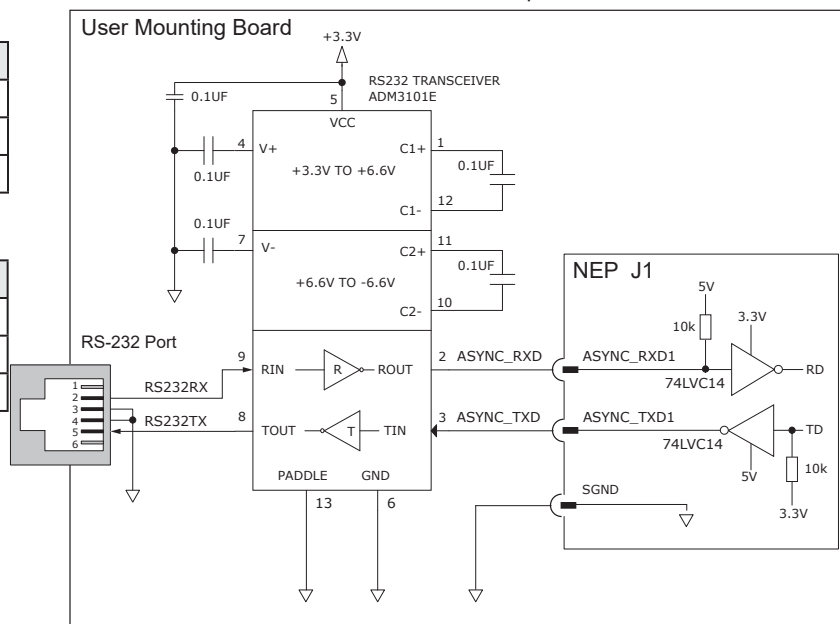 User Mounting Board
+3.3V
RS232 TRANSCEIVER
ADM3101E
0.1UF
5
VCC
4
V+
C1+
1
0.1UF
+3.3V TO +6.6V
0.1UF
C1-
12
0.1UF
7
V-
C2+
11
0.1UF
+6.6V TO -6.6V
C2-
10
NEP J1
5V
10k
3.3V
RS-232 Port
9
RIN
R
ROUT
2
ASYNC_RXD
ASYNC_RXD1
RD
74LVC14
1
2
3
4
5
6
RS232RX
RS232TX
8
TOUT
T
TIN
3
ASYNC_TXD
ASYNC_TXD1
TD
74LVC14
5V
10k
3.3V
PADDLE
GND
13
6
SGND